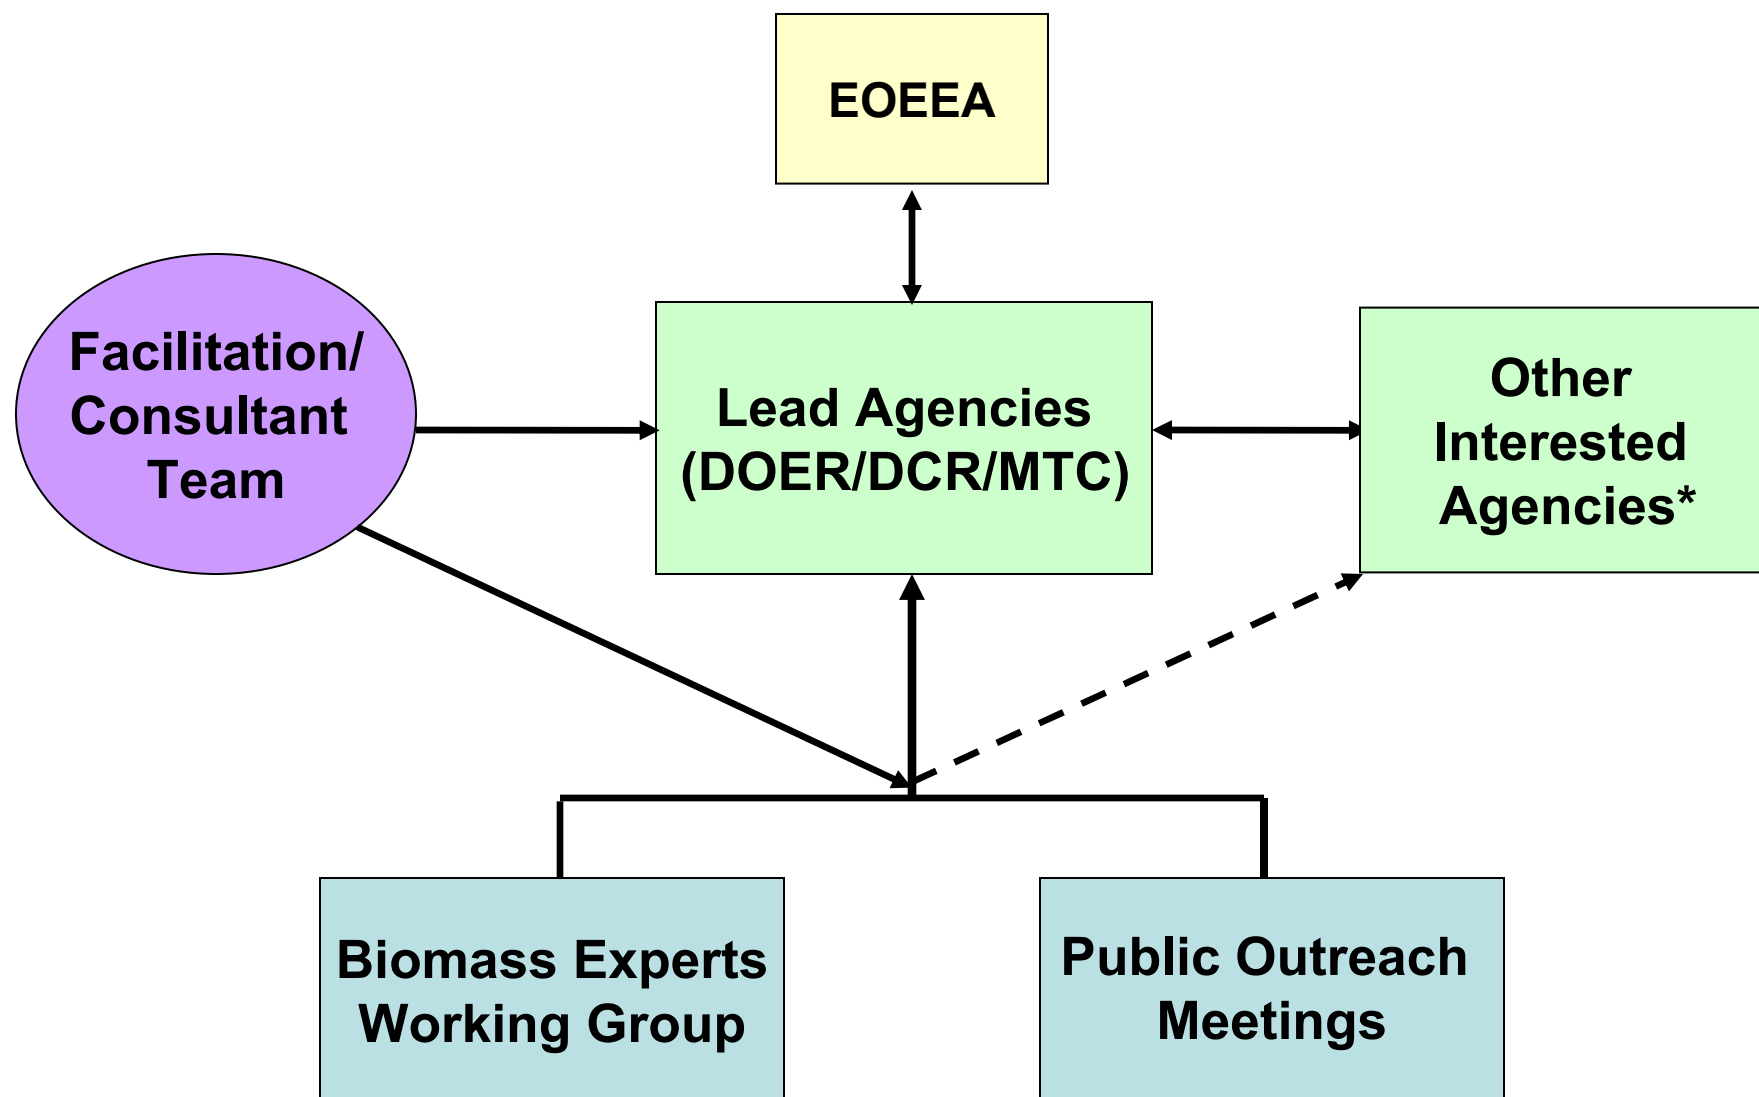 EOEEA
Facilitation/
Consultant
Team
Lead Agencies
(DOER/DCR/MTC)
Other
Interested
Agencies*
Biomass Experts
Working Group
Public Outreach
Meetings